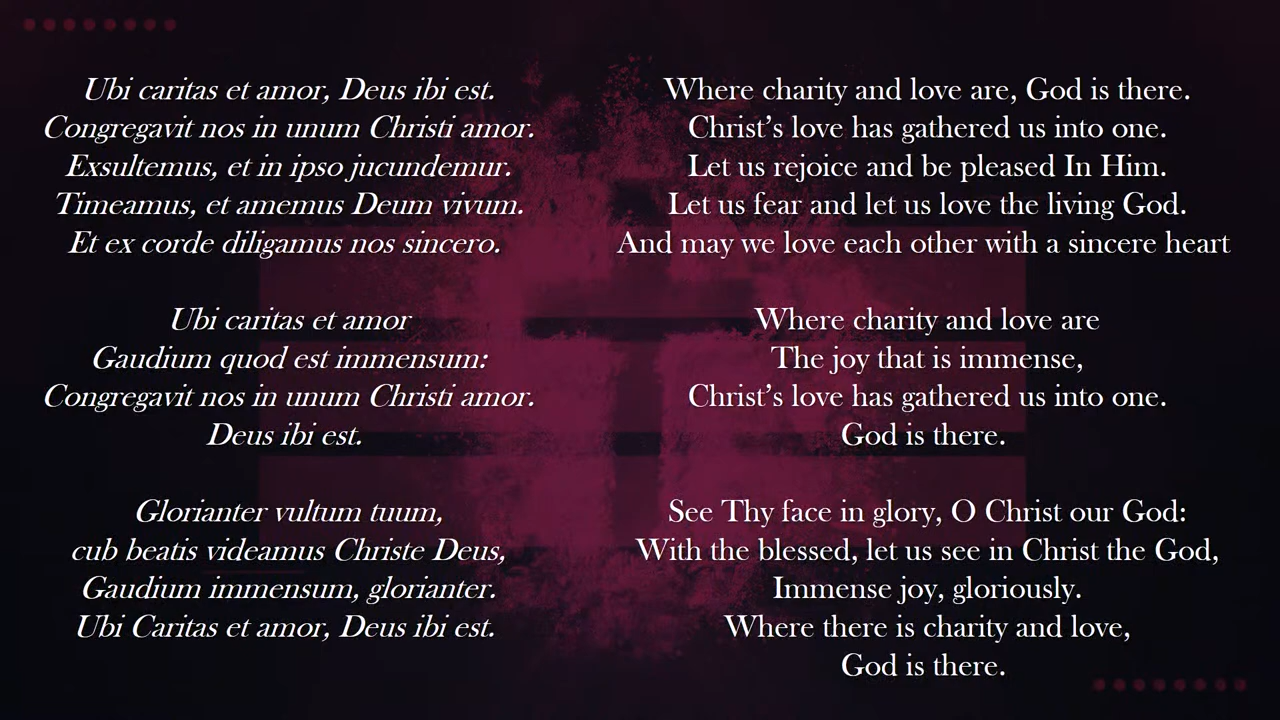 Ubi caritas et amor, Deus ibi est.
Congregavit nos in unum Christi amor.
Exsultemus, et in ipso jucundemur.
Timeamus, et amemus Deum vivum.
Et ex corde diligamus nos sincero.
Ubi caritas et amor
Gaudium quod est immensum:
Congregavit nos in unum Christi amor.
Deus ibi est.
Glorianter vultum tuum,
cub beatis videamus Christe Deus,
Gaudium immensum, glorianter.
Ubi Caritas et amor, Deus ibi est.
Where charity and love are, God is there.
Christ’s love has gathered us into one.
Let us rejoice and be pleased In Him.
Let us fear and let us love the living God.
And may we love each other with a sincere heart
Where charity and love are
The joy that is immense,
Christ’s love has gathered us into one.
God is there.
See Thy face in glory, O Christ our God:
With the blessed, let us see in Christ the God,
Immense joy, gloriously.
Where there is charity and love,
God is there.